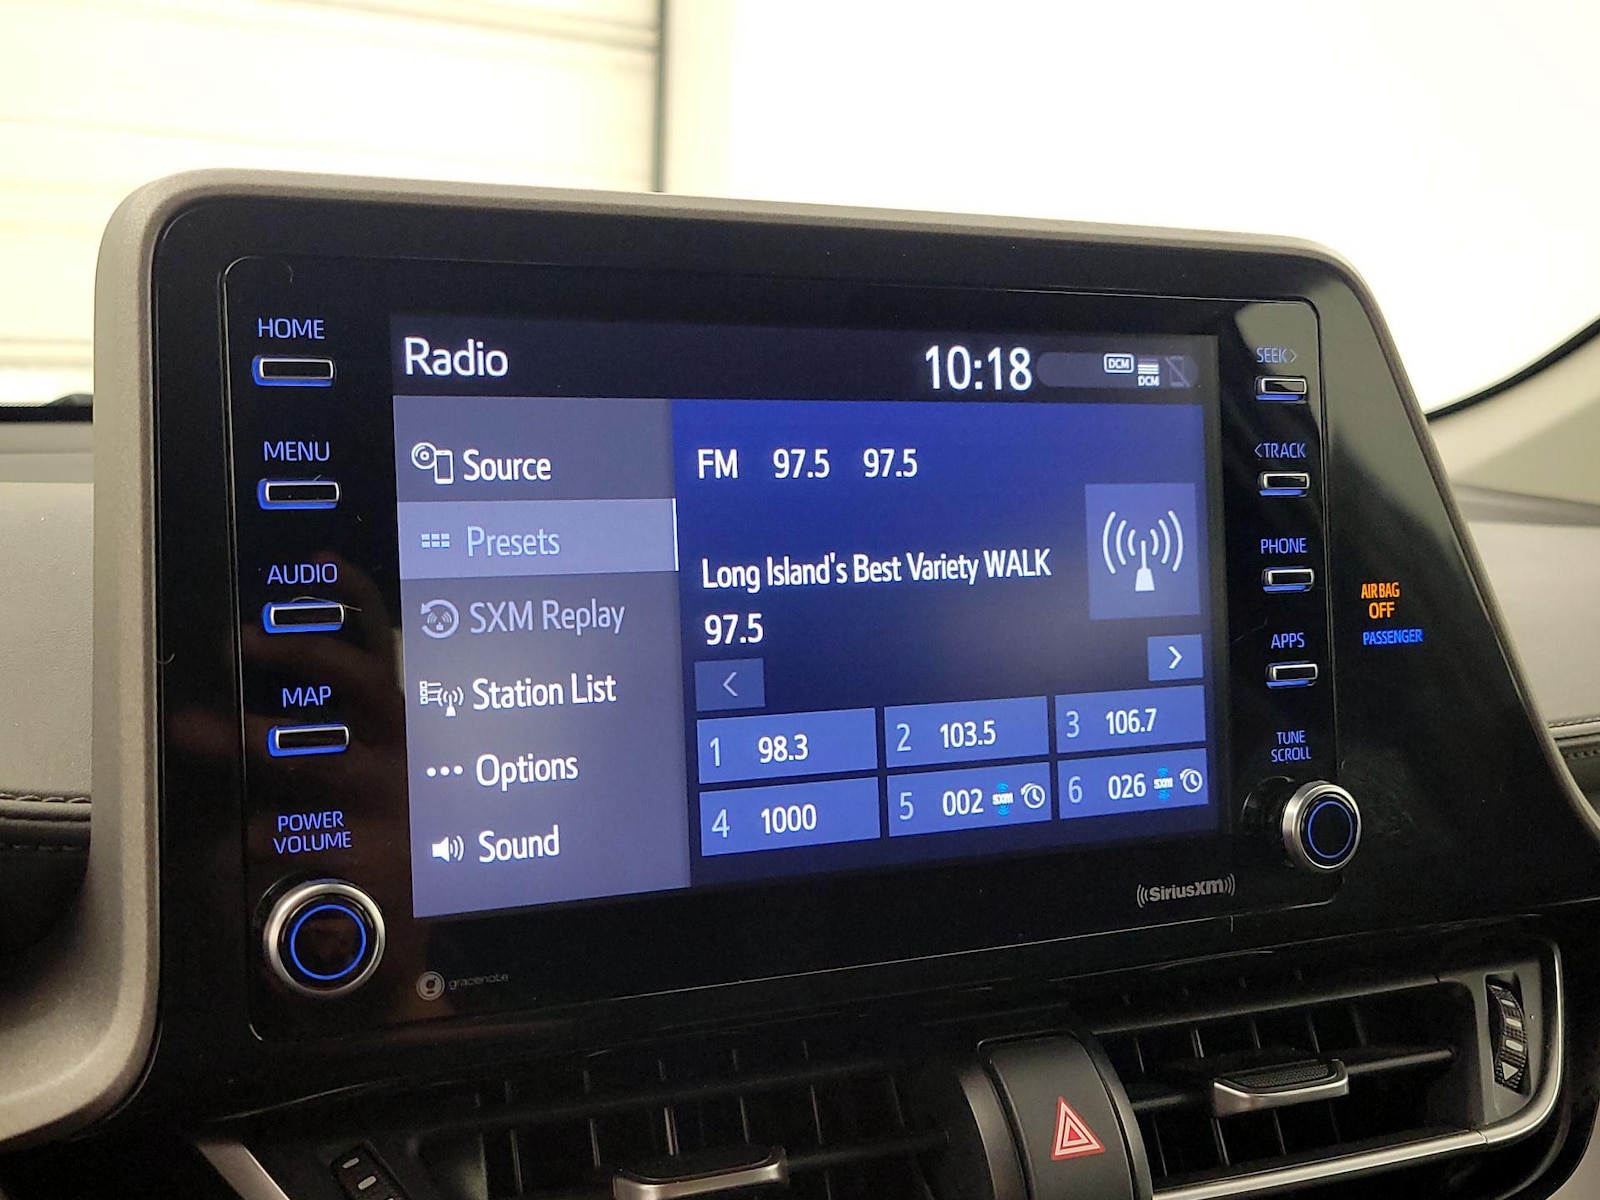 HOME
MENU
AUDIO
MAP
POWER
VOLUME
Radio
10:18
DCM
DCM
Source
Presets
SXM Replay
Station List
Options
Sound
FM 97.5 97.5
Long Island's Best Variety WALK
97.5
<
>
1 98.3
2 103.5
3 106.7
4 1000
5 002 SXM
6 026 SXM
SEEK>
<TRACK
PHONE
APPS
TUNE
SCROLL
AIR BAG
OFF
PASSENGER
((SiriusXM))
g gracenote